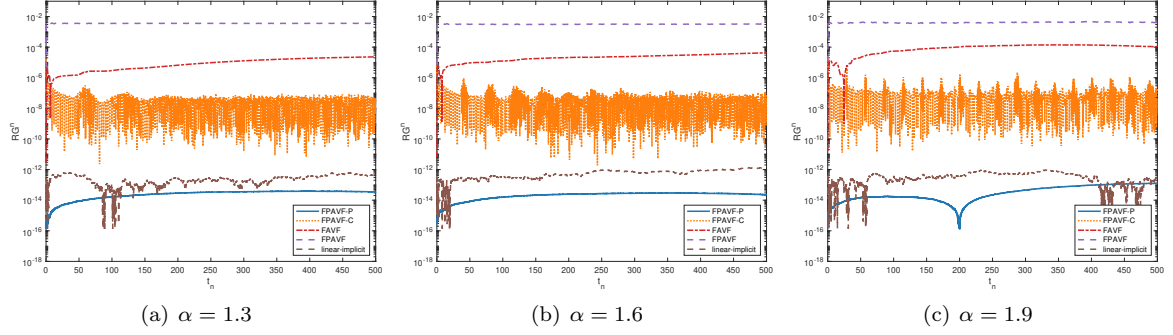 10^-2
10^-4
10^-6
10^-8
10^-10
10^-12
10^-14
10^-16
10^-18
RG^n
0 50 100 150 200 250 300 350 400 450 500
t_n
FPAVF-P
FPAVF-C
FAVF
FPAVF
linear-implicit
(a) α = 1.3
10^-2
10^-4
10^-6
10^-8
10^-10
10^-12
10^-14
10^-16
10^-18
RG^n
0 50 100 150 200 250 300 350 400 450 500
t_n
FPAVF-P
FPAVF-C
FAVF
FPAVF
linear-implicit
(b) α = 1.6
10^-2
10^-4
10^-6
10^-8
10^-10
10^-12
10^-14
10^-16
10^-18
RG^n
0 50 100 150 200 250 300 350 400 450 500
t_n
FPAVF-P
FPAVF-C
FAVF
FPAVF
linear-implicit
(c) α = 1.9